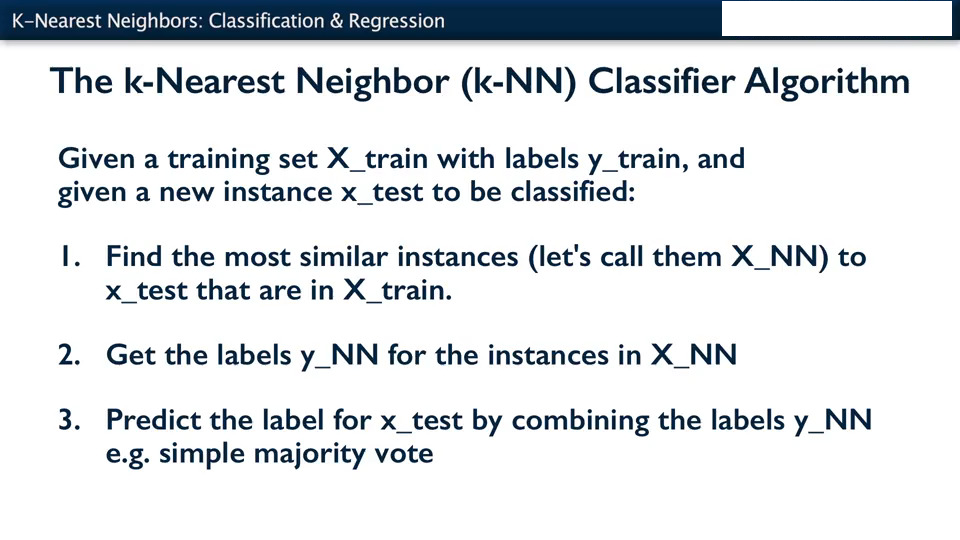 K-Nearest Neighbors: Classification & Regression
The k-Nearest Neighbor (k-NN) Classifier Algorithm
Given a training set X_train with labels y_train, and
given a new instance x_test to be classified:
1. Find the most similar instances (let's call them X_NN) to
x_test that are in X_train.
2. Get the labels y_NN for the instances in X_NN
3. Predict the label for x_test by combining the labels y_NN
e.g. simple majority vote